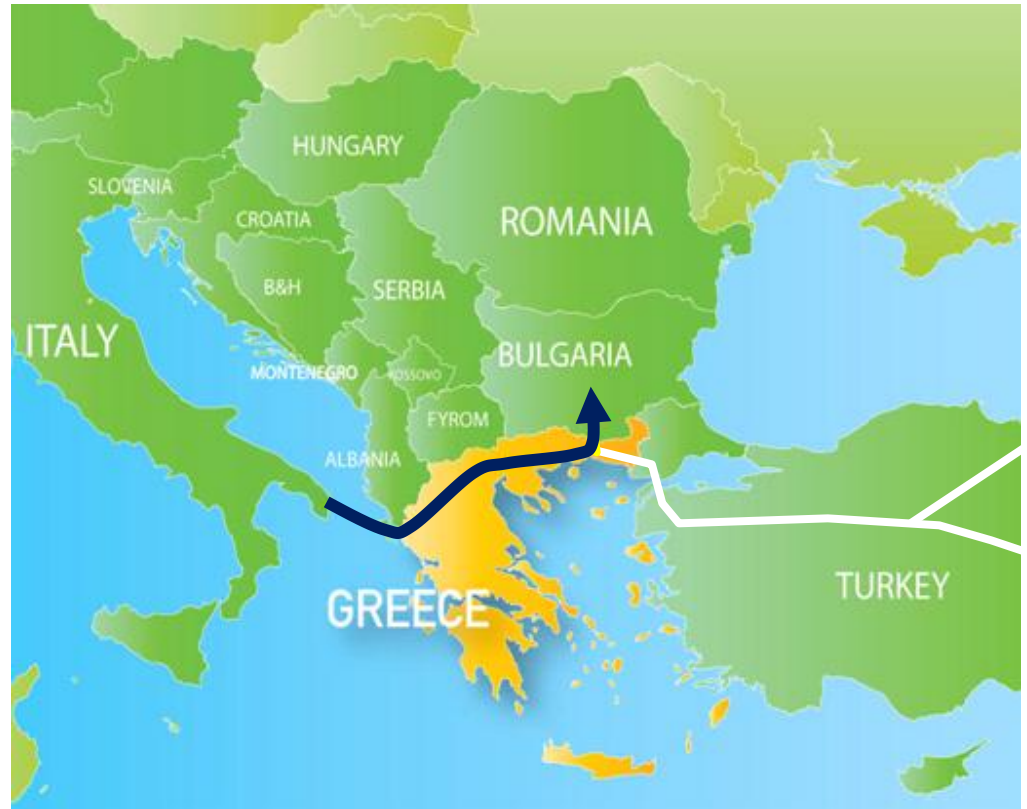 HUNGARY
SLOVENIA
CROATIA
ROMANIA
B&H
SERBIA
ITALY
BULGARIA
MONTENEGRO
KOSSOVO
FYROM
ALBANIA
TURKEY
GREECE